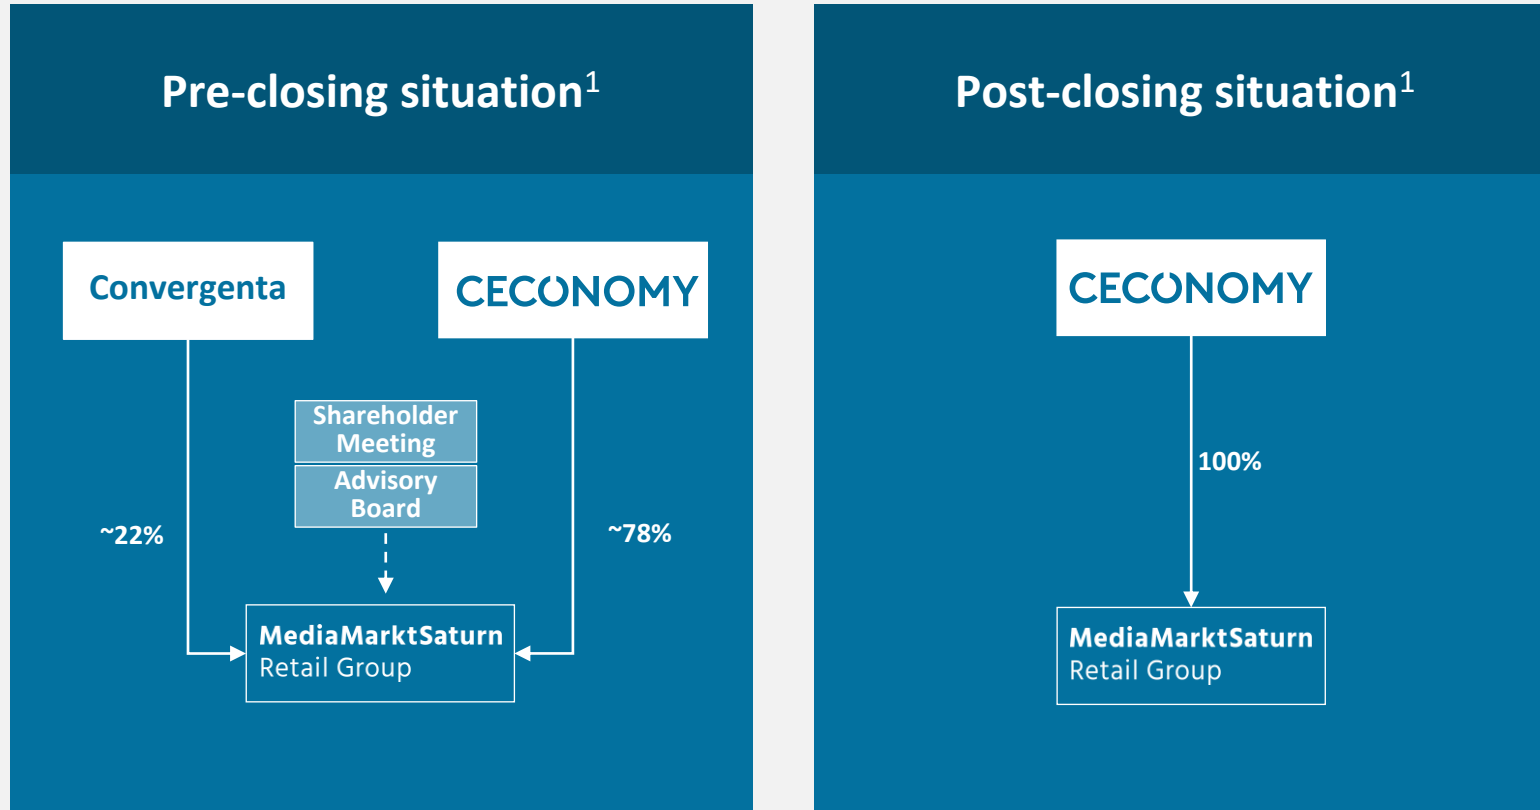 Pre-closing situation¹
Convergenta
CECONOMY
Shareholder
Meeting
Advisory
Board
~22%
~78%
MediaMarktSaturn
Retail Group
Post-closing situation¹
CECONOMY
100%
MediaMarktSaturn
Retail Group